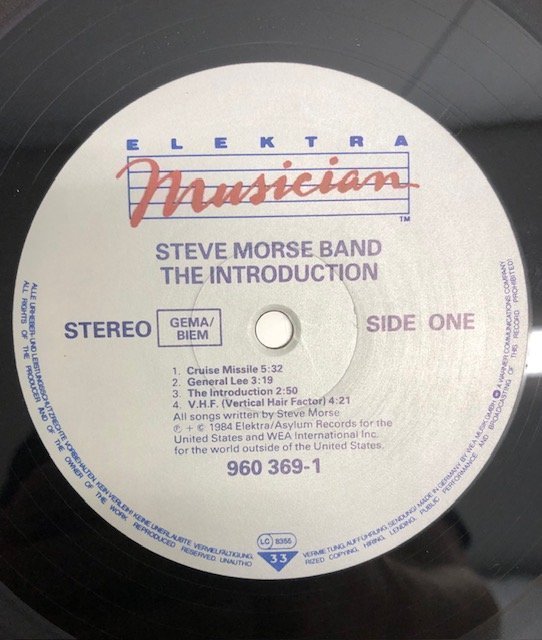 ELEKTRA
Musician
TM
STEVE MORSE BAND
THE INTRODUCTION
STEREO
GEMA/
BIEM
SIDE ONE
1. Cruise Missile 5:32
2. General Lee 3:19
3. The Introduction 2:50
4. V.H.F. (Vertical Hair Factor) 4:21
All songs written by Steve Morse
℗ + © 1984 Elektra/Asylum Records for the
United States and WEA International Inc.
for the world outside of the United States.
960 369-1
ALLE URHEBER- UND LEISTUNGSSCHUTZRECHTE VORBEHALTEN. KEIN VERLEIH! KEINE UNERLAUBTE VERVIELFÄLTIGUNG,
VERMIETUNG, AUFFÜHRUNG, SENDUNG! MADE IN GERMANY BY WEA MUSIK GMBH. A WARNER COMMUNICATIONS COMPANY
ALL RIGHTS OF THE PRODUCER AND OF THE OWNER OF THE WORK REPRODUCED RESERVED. UNAUTHO
RIZED COPYING, HIRING, LENDING, PUBLIC PERFORMANCE AND BROADCASTING OF THIS RECORD PROHIBITED!
LC 8355
33